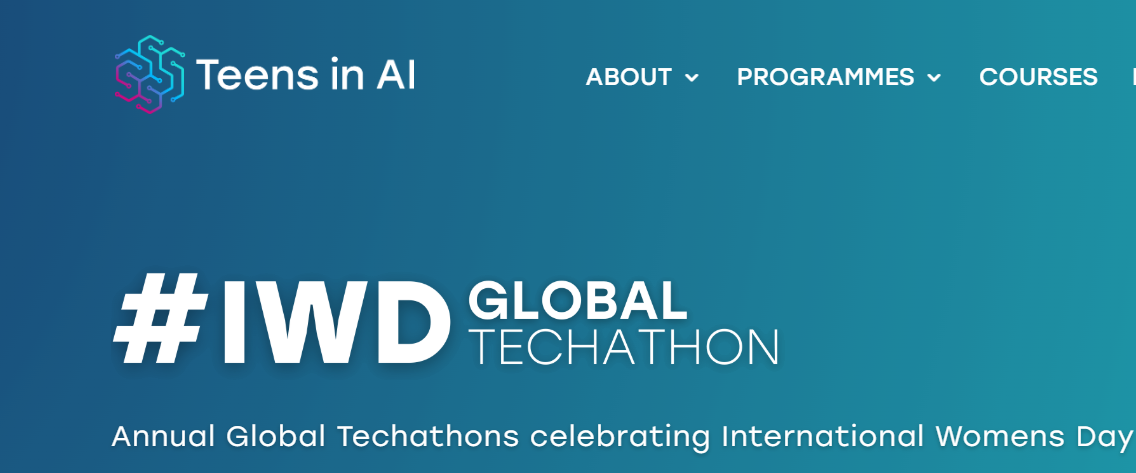 Teens in AI
ABOUT PROGRAMMES COURSES
#IWD GLOBAL
TECHATHON
Annual Global Techathons celebrating International Womens Day